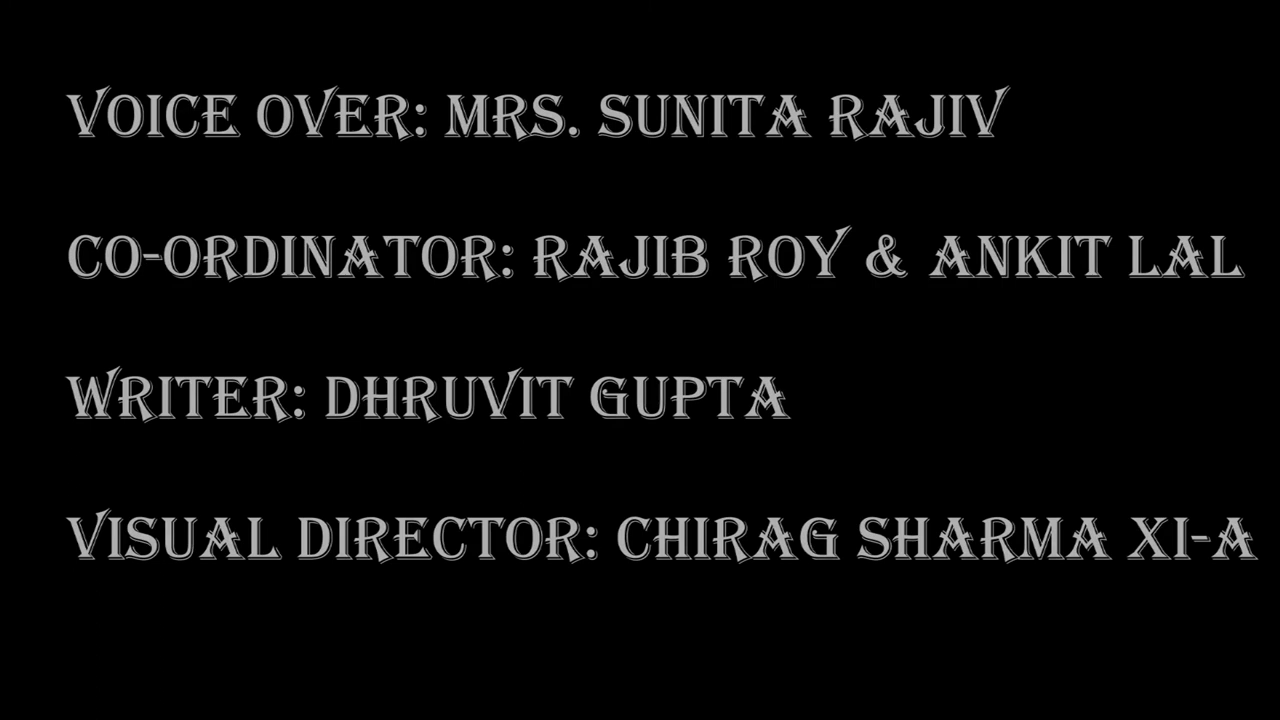 VOICE OVER: MRS. SUNITA RAJIV
CO-ORDINATOR: RAJIB ROY & ANKIT LAL
WRITER: DHRUVIT GUPTA
VISUAL DIRECTOR: CHIRAG SHARMA XI-A